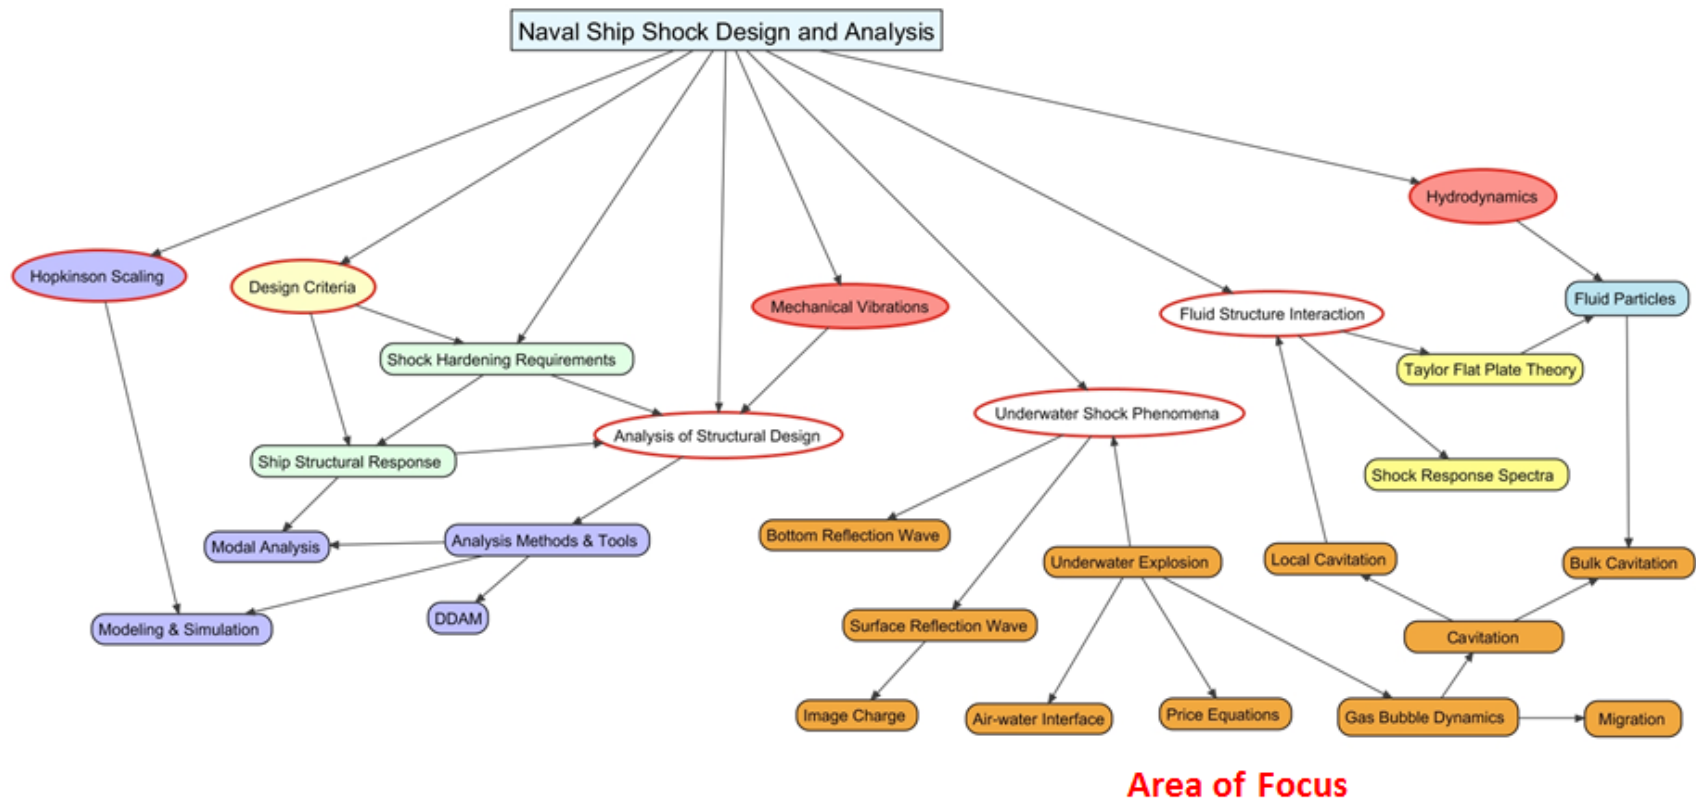 Naval Ship Shock Design and Analysis
Hydrodynamics
Hopkinson Scaling
Design Criteria
Mechanical Vibrations
Fluid Structure Interaction
Fluid Particles
Shock Hardening Requirements
Taylor Flat Plate Theory
Underwater Shock Phenomena
Analysis of Structural Design
Ship Structural Response
Shock Response Spectra
Bottom Reflection Wave
Modal Analysis
Analysis Methods & Tools
Underwater Explosion
Local Cavitation
Bulk Cavitation
Modeling & Simulation
DDAM
Surface Reflection Wave
Cavitation
Image Charge
Air-water Interface
Price Equations
Gas Bubble Dynamics
Migration
Area of Focus